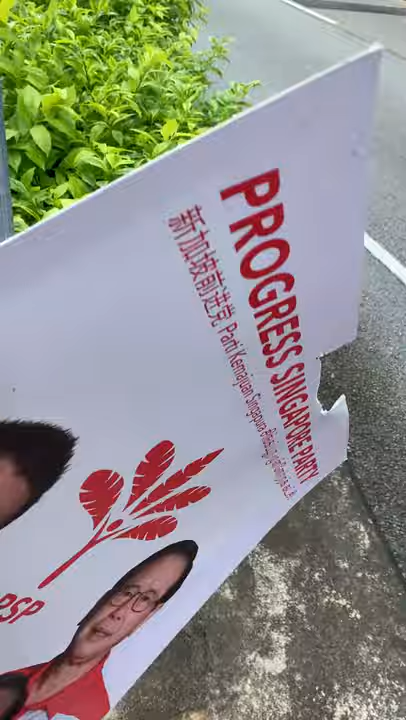 PROGRESS SINGAPORE PARTY
新加坡前进党 Parti Kemajuan Singapura
PSP